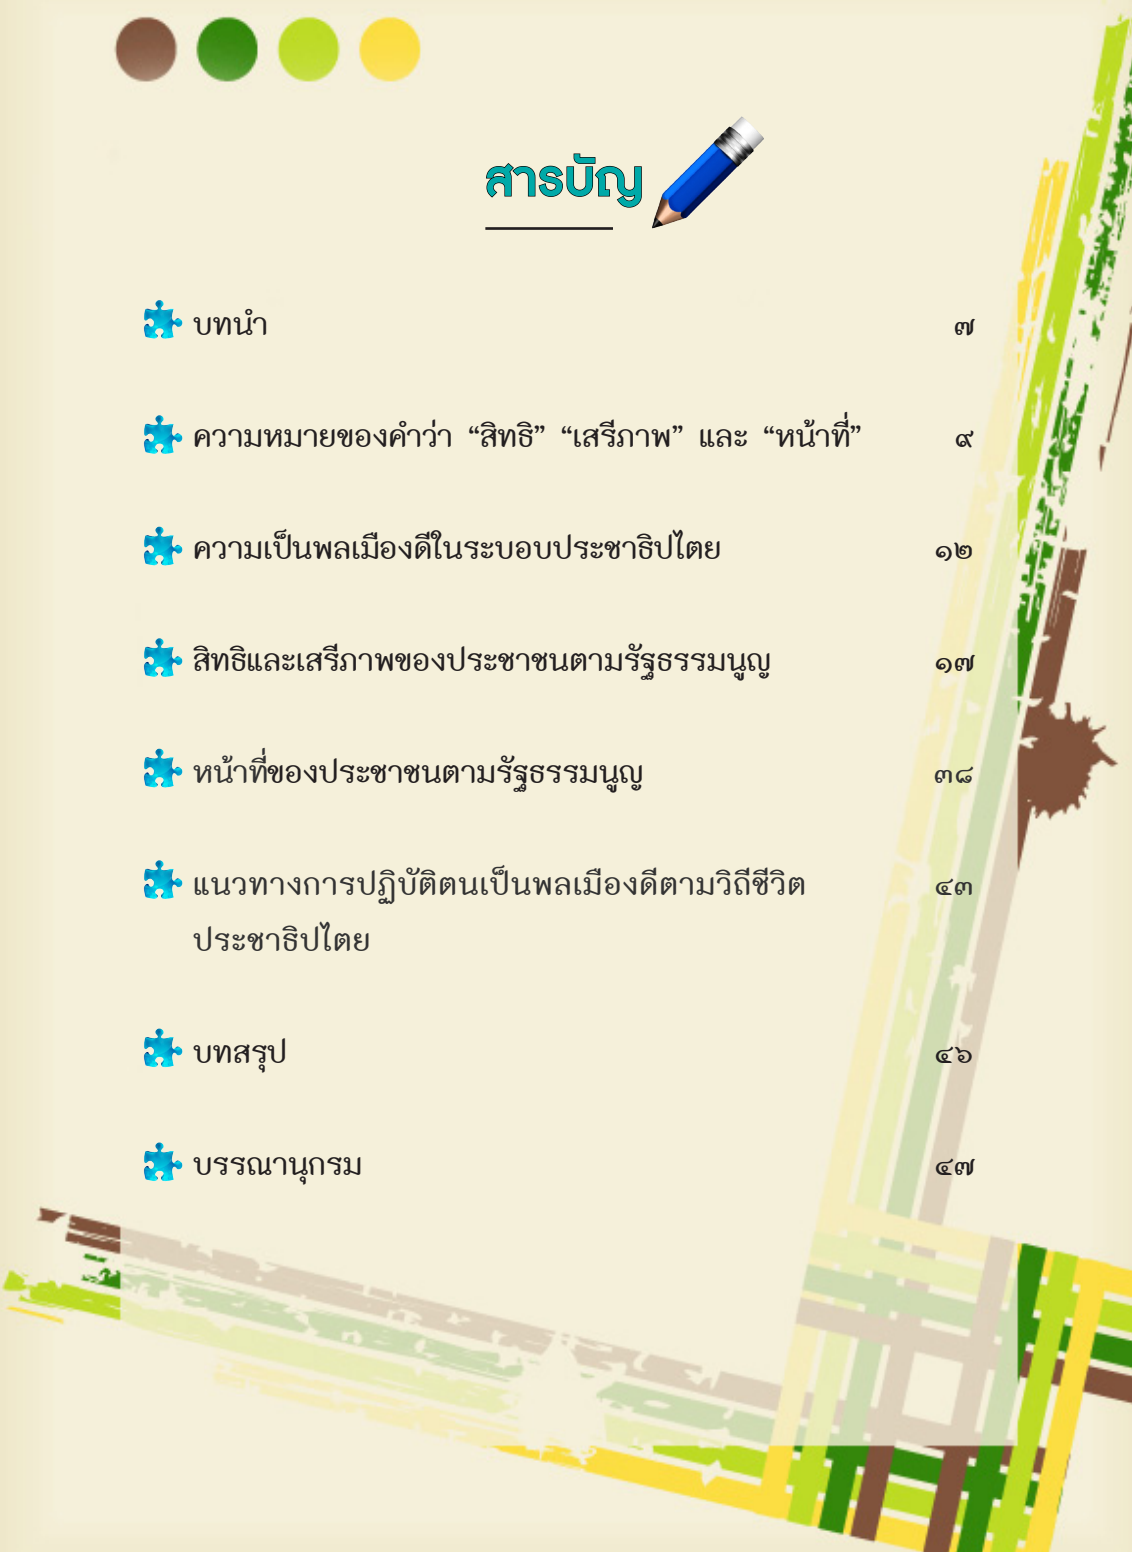 สารบัญ
บทนำ ๗
ความหมายของคำว่า “สิทธิ” “เสรีภาพ” และ “หน้าที่” ๙
ความเป็นพลเมืองดีในระบอบประชาธิปไตย ๑๒
สิทธิและเสรีภาพของประชาชนตามรัฐธรรมนูญ ๑๗
หน้าที่ของประชาชนตามรัฐธรรมนูญ ๓๘
แนวทางการปฏิบัติตนเป็นพลเมืองดีตามวิถีชีวิต ๔๓
ประชาธิปไตย
บทสรุป ๔๖
บรรณานุกรม ๔๗